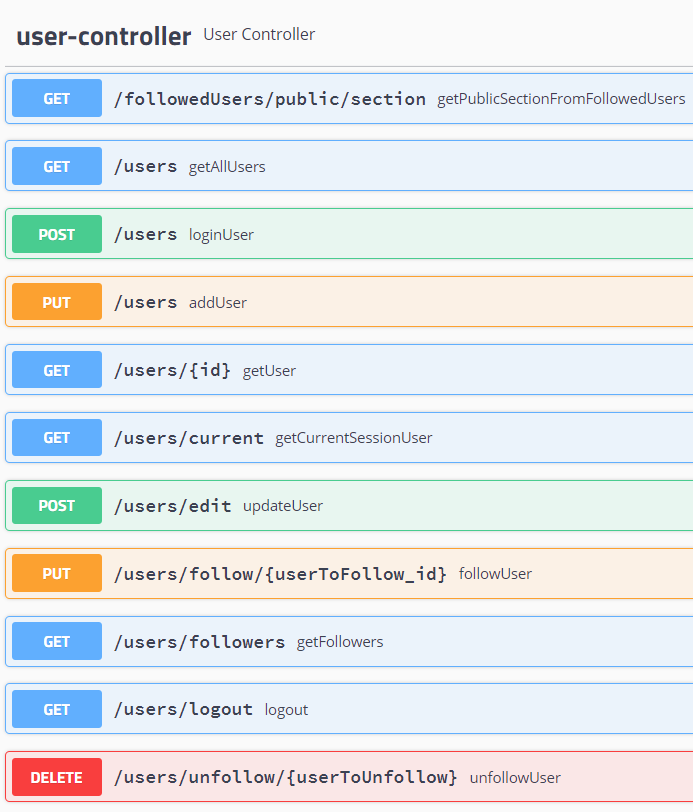 user-controller User Controller
GET /followedUsers/public/section getPublicSectionFromFollowedUsers
GET /users getAllUsers
POST /users loginUser
PUT /users addUser
GET /users/{id} getUser
GET /users/current getCurrentSessionUser
POST /users/edit updateUser
PUT /users/follow/{userToFollow_id} followUser
GET /users/followers getFollowers
GET /users/logout logout
DELETE /users/unfollow/{userToUnfollow} unfollowUser